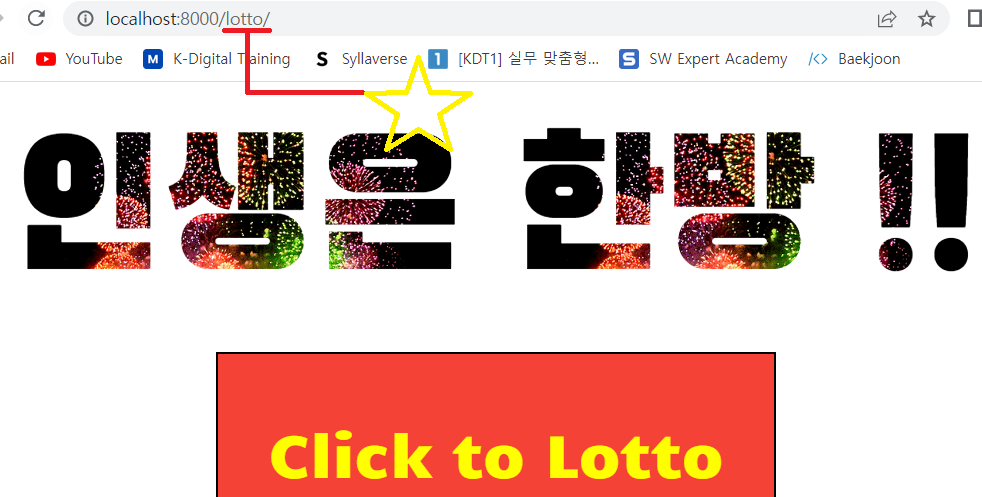 localhost:8000/lotto/
ail YouTube K-Digital Training Syllaverse [KDT1] 실무 맞춤형... SW Expert Academy Baekjoon
인생은 한방 !!
Click to Lotto